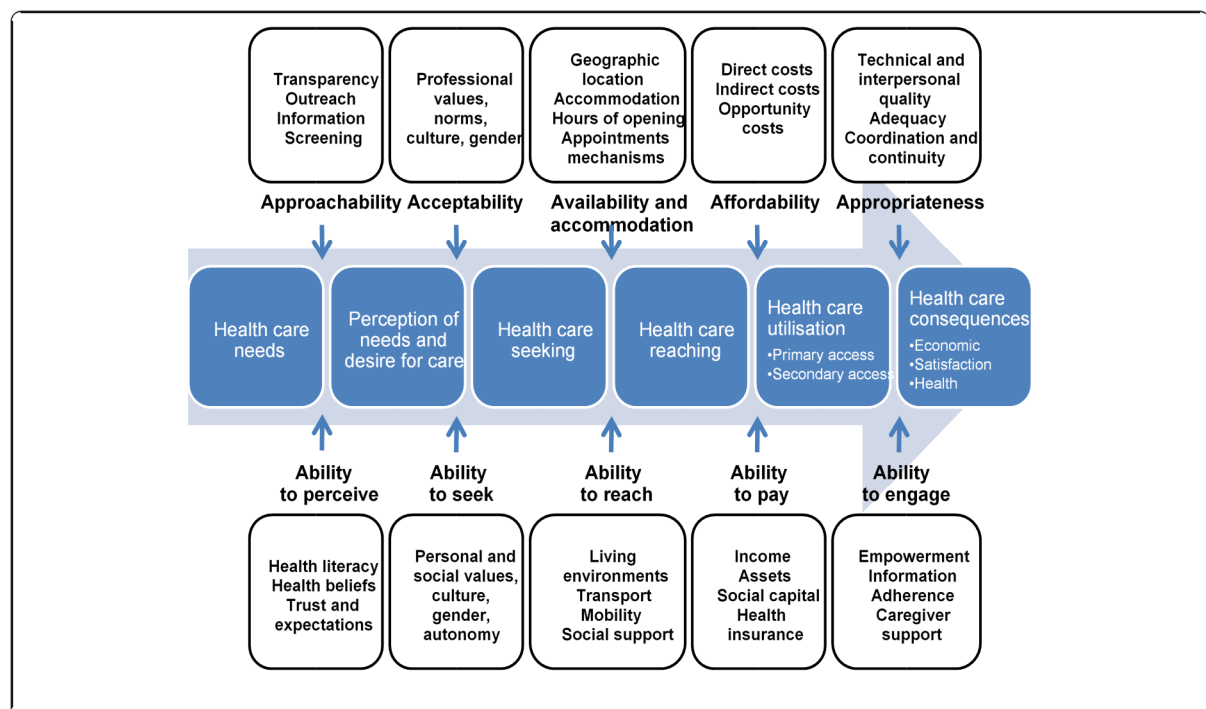 Transparency
Outreach
Information
Screening
Professional
values,
norms,
culture, gender
Geographic
location
Accommodation
Hours of opening
Appointments
mechanisms
Direct costs
Indirect costs
Opportunity
costs
Technical and
interpersonal
quality
Adequacy
Coordination and
continuity
Approachability
Acceptability
Availability and
accommodation
Affordability
Appropriateness
Health care
needs
Perception of
needs and
desire for care
Health care
seeking
Health care
reaching
Health care
utilisation
•Primary access
•Secondary access
Health care
consequences
•Economic
•Satisfaction
•Health
Ability
to perceive
Ability
to seek
Ability
to reach
Ability
to pay
Ability
to engage
Health literacy
Health beliefs
Trust and
expectations
Personal and
social values,
culture,
gender,
autonomy
Living
environments
Transport
Mobility
Social support
Income
Assets
Social capital
Health
insurance
Empowerment
Information
Adherence
Caregiver
support